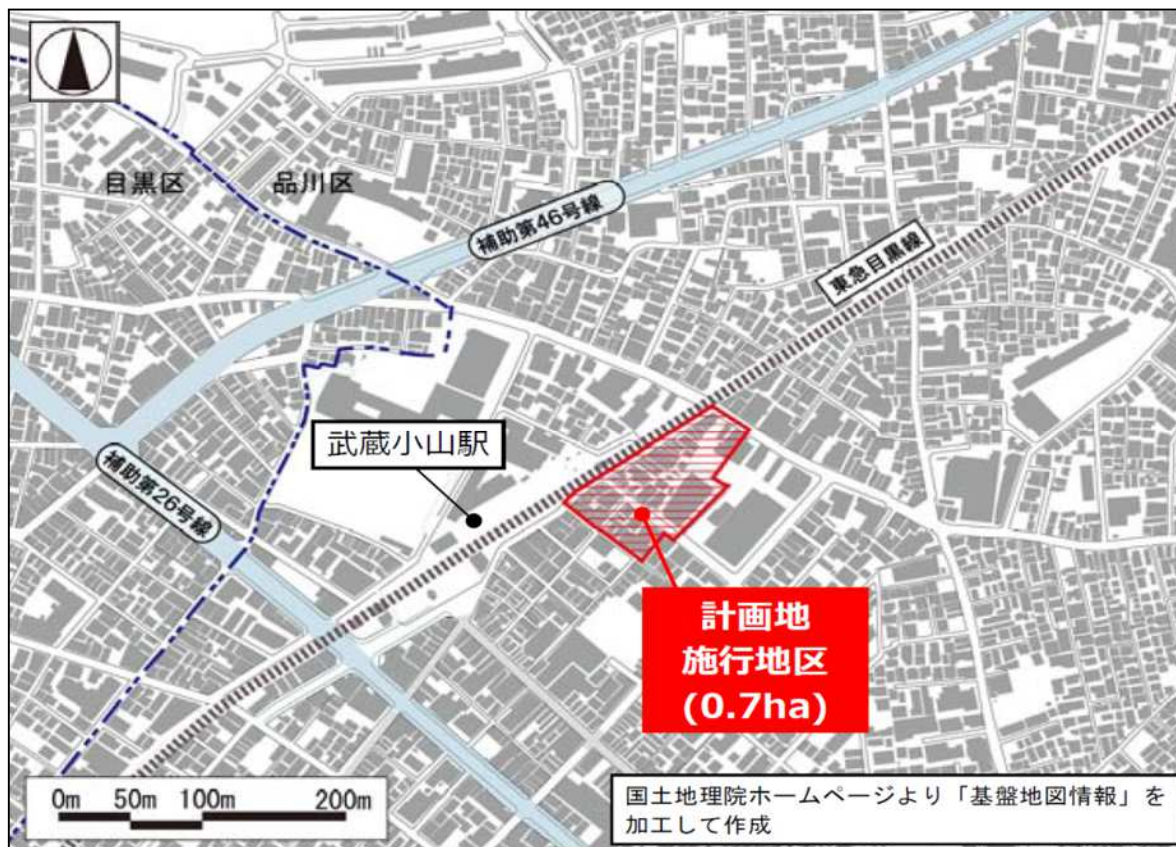 目黒区
品川区
補助第46号線
東急目黒線
武蔵小山駅
補助第26号線
計画地
施行地区
(0.7ha)
0m 50m 100m 200m
国土地理院ホームページより「基盤地図情報」を
加工して作成